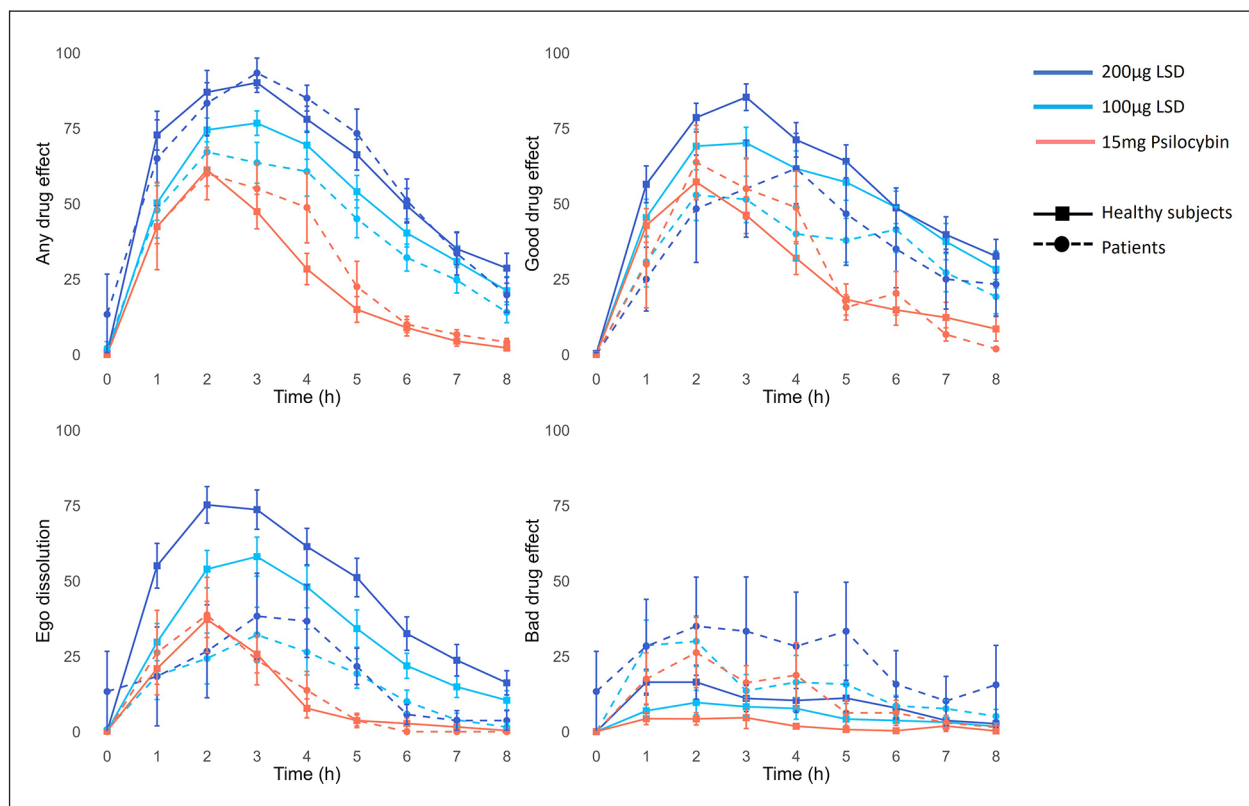 Any drug effect
100
75
50
25
0
0 1 2 3 4 5 6 7 8
Time (h)
Good drug effect
100
75
50
25
0
0 1 2 3 4 5 6 7 8
Time (h)
200µg LSD
100µg LSD
15mg Psilocybin
Healthy subjects
Patients
Ego dissolution
100
75
50
25
0
0 1 2 3 4 5 6 7 8
Time (h)
Bad drug effect
100
75
50
25
0
0 1 2 3 4 5 6 7 8
Time (h)